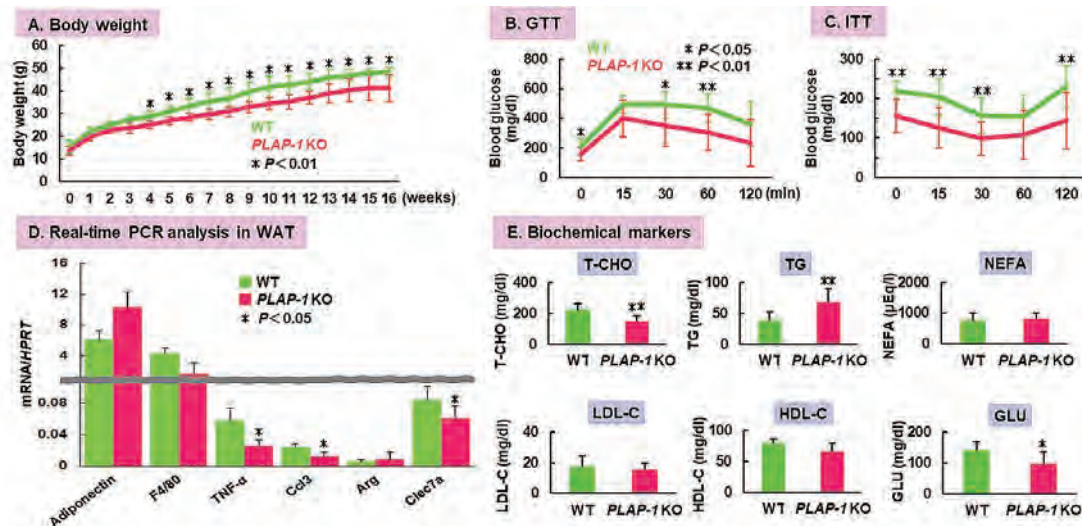 A. Body weight
Body weight (g)
60
50
40
30
20
10
0
WT
PLAP-1 KO
* P<0.01
0 1 2 3 4 5 6 7 8 9 10 11 12 13 14 15 16 (weeks)
B. GTT
WT
PLAP-1 KO
* P<0.05
** P<0.01
Blood glucose
(mg/dl)
800
600
400
200
0
0 15 30 60 120 (min)
C. ITT
Blood glucose
(mg/dl)
300
200
100
0
0 15 30 60 120
D. Real-time PCR analysis in WAT
mRNA/HPRT
16
12
8
4
0.08
0.04
0
WT
PLAP-1 KO
* P<0.05
Adiponectin
F4/80
TNF-α
Ccl3
Arg
Clec7a
E. Biochemical markers
T-CHO
T-CHO (mg/dl)
400
200
0
WT PLAP-1 KO
TG
TG (mg/dl)
100
50
0
WT PLAP-1 KO
NEFA
NEFA (μEq/l)
2000
1000
0
WT PLAP-1 KO
LDL-C
LDL-C (mg/dl)
40
20
0
WT PLAP-1 KO
HDL-C
HDL-C (mg/dl)
100
50
0
WT PLAP-1 KO
GLU
GLU (mg/dl)
200
100
0
WT PLAP-1 KO